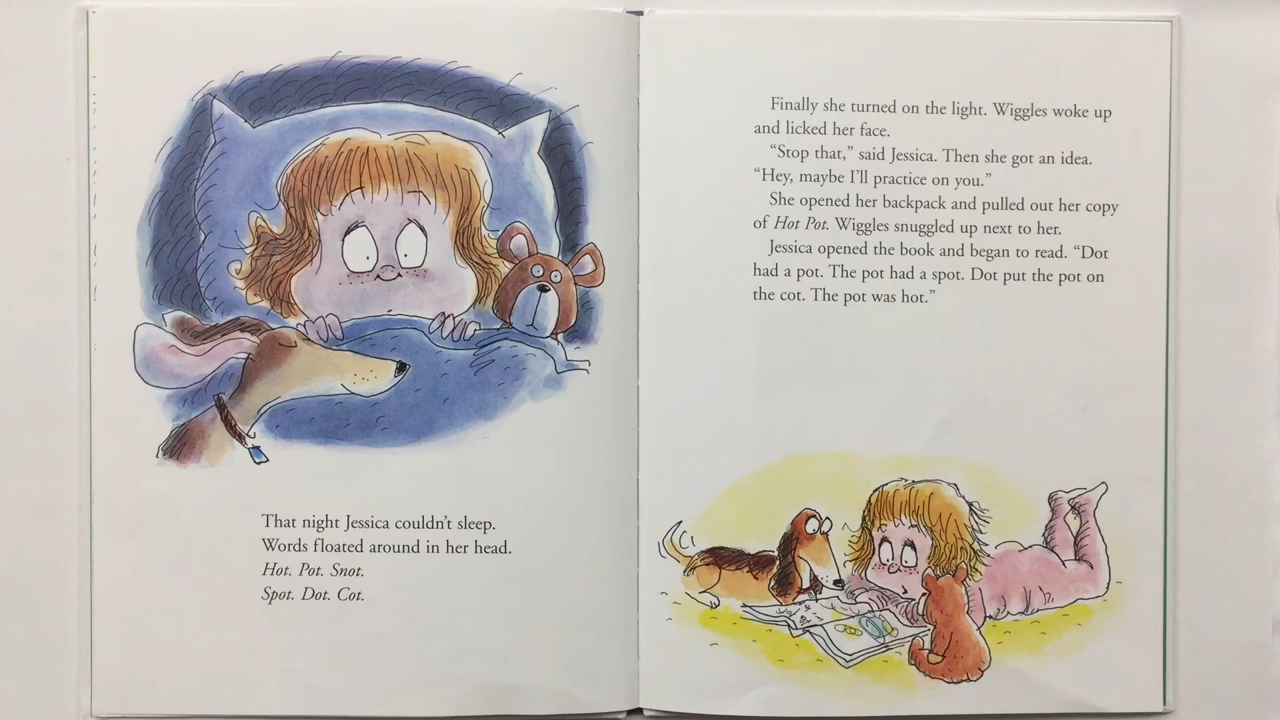 That night Jessica couldn’t sleep.
Words floated around in her head.
Hot. Pot. Snot.
Spot. Dot. Cot.
Finally she turned on the light. Wiggles woke up
and licked her face.
“Stop that,” said Jessica. Then she got an idea.
“Hey, maybe I’ll practice on you.”
She opened her backpack and pulled out her copy
of Hot Pot. Wiggles snuggled up next to her.
Jessica opened the book and began to read. “Dot
had a pot. The pot had a spot. Dot put the pot on
the cot. The pot was hot.”